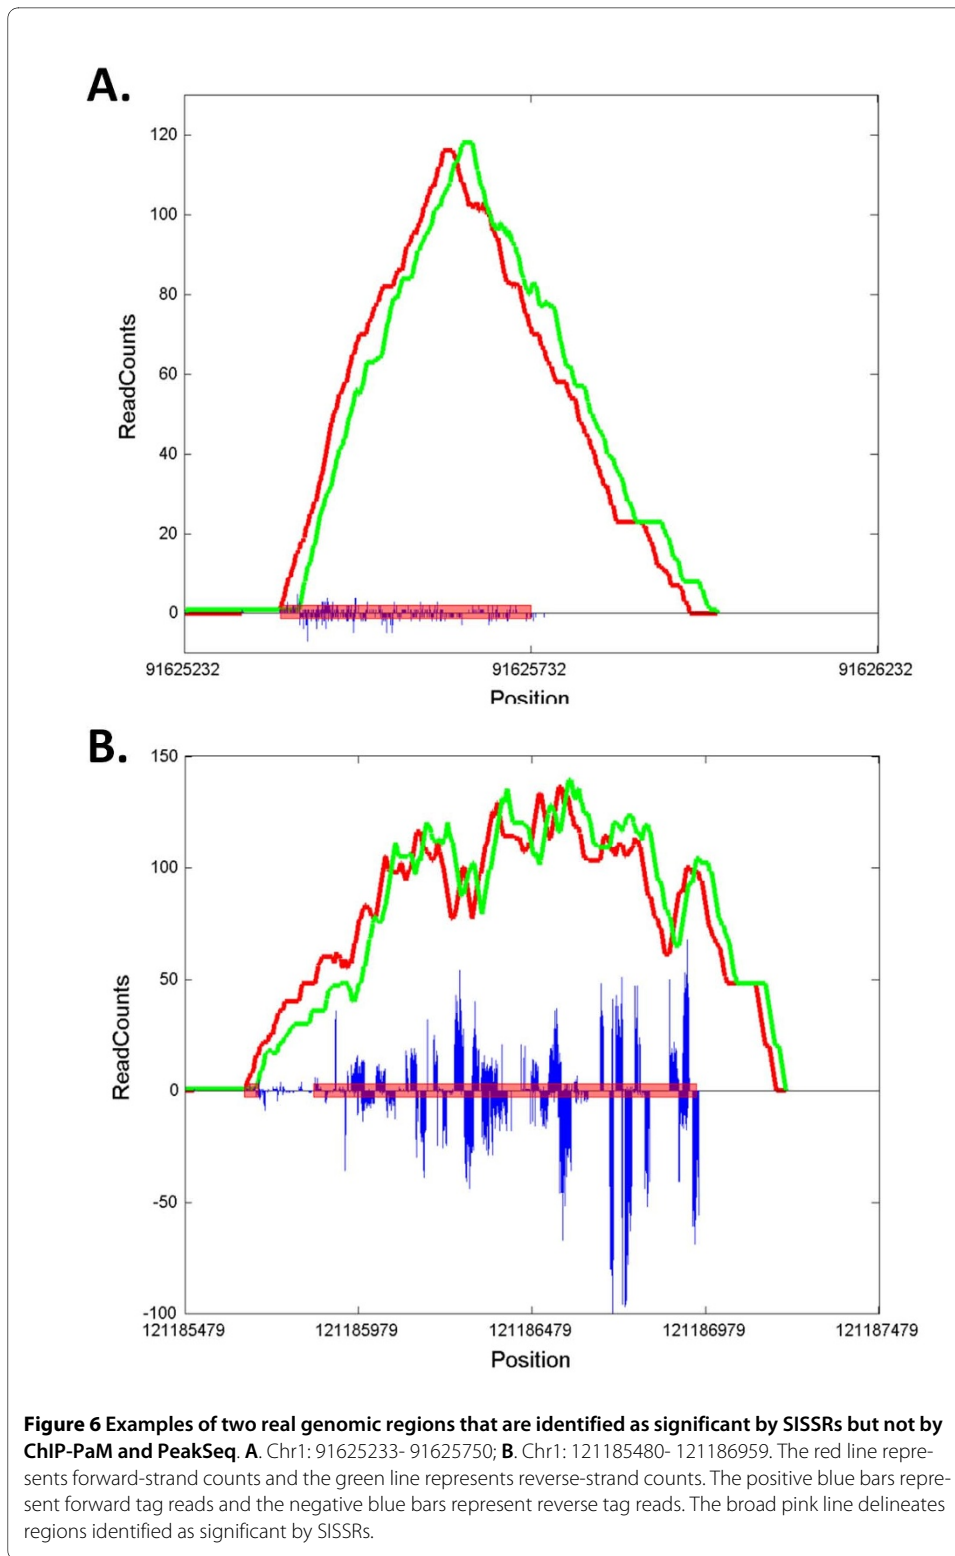 A.
120
100
80
60
40
20
0
ReadCounts
91625232 91625732 91626232
Position
B.
150
100
50
0
-50
-100
ReadCounts
121185479 121185979 121186479 121186979 121187479
Position
Figure 6 Examples of two real genomic regions that are identified as significant by SISSRs but not by
ChIP-PaM and PeakSeq. A. Chr1: 91625233- 91625750; B. Chr1: 121185480- 121186959. The red line repre-
sents forward-strand counts and the green line represents reverse-strand counts. The positive blue bars repre-
sent forward tag reads and the negative blue bars represent reverse tag reads. The broad pink line delineates
regions identified as significant by SISSRs.